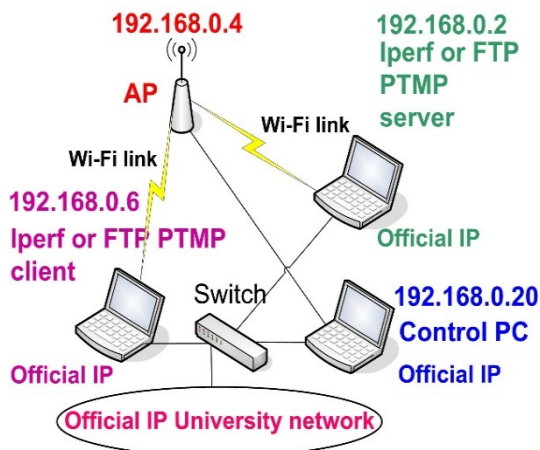 192.168.0.4
AP
192.168.0.2
Iperf or FTP
PTMP
server
Wi-Fi link
Wi-Fi link
192.168.0.6
Iperf or FTP PTMP
client
Official IP
Switch
192.168.0.20
Control PC
Official IP
Official IP
Official IP University network